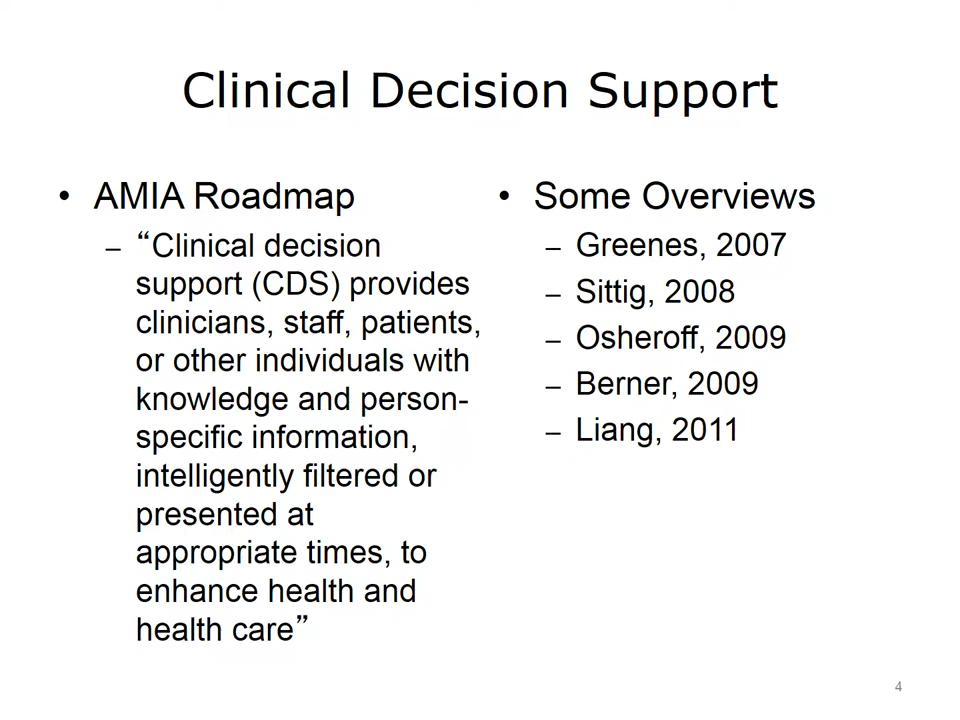 Clinical Decision Support
• AMIA Roadmap
– “Clinical decision
support (CDS) provides
clinicians, staff, patients,
or other individuals with
knowledge and person-
specific information,
intelligently filtered or
presented at
appropriate times, to
enhance health and
health care”
• Some Overviews
– Greenes, 2007
– Sittig, 2008
– Osheroff, 2009
– Berner, 2009
– Liang, 2011
4